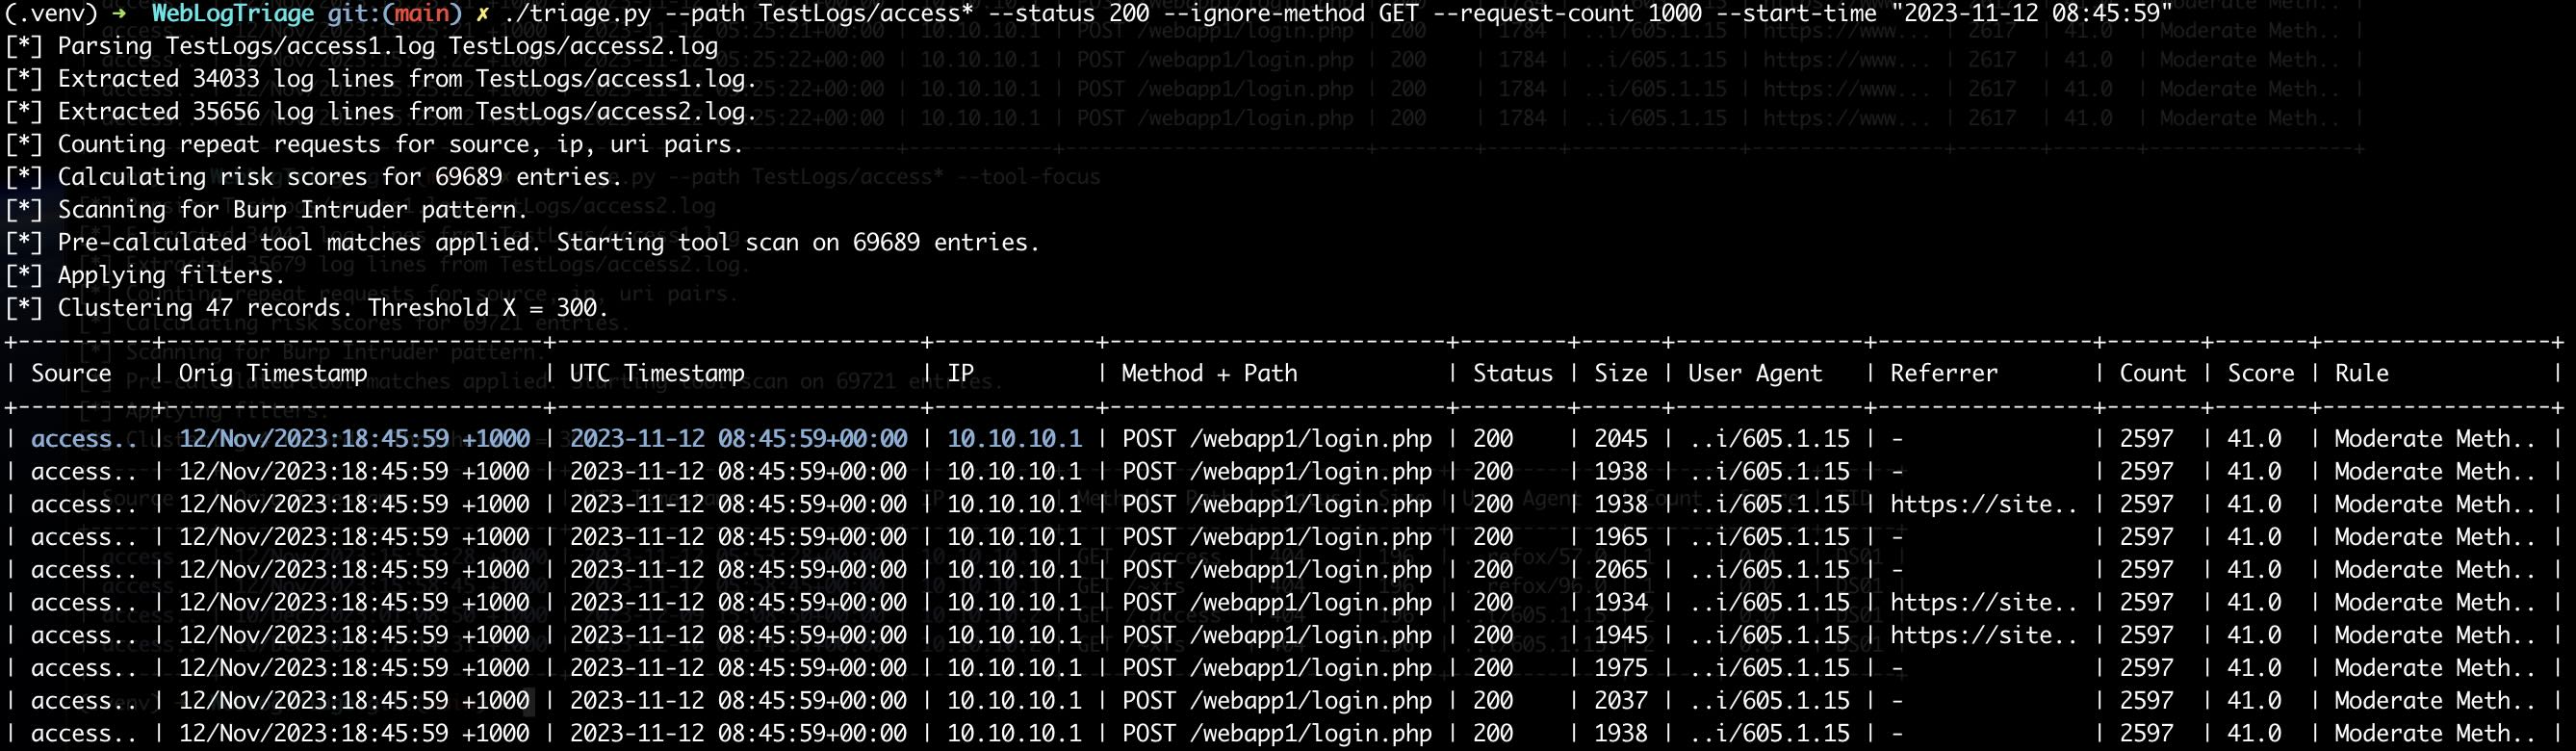 (.venv) ➜  WebLogTriage git:(main) ✗ ./triage.py --path TestLogs/access* --status 200 --ignore-method GET --request-count 1000 --start-time "2023-11-12 08:45:59"
[*] Parsing TestLogs/access1.log TestLogs/access2.log
[*] Extracted 34033 log lines from TestLogs/access1.log.
[*] Extracted 35656 log lines from TestLogs/access2.log.
[*] Counting repeat requests for source, ip, uri pairs.
[*] Calculating risk scores for 69689 entries.
[*] Scanning for Burp Intruder pattern.
[*] Pre-calculated tool matches applied. Starting tool scan on 69689 entries.
[*] Applying filters.
[*] Clustering 47 records. Threshold X = 300.
| Source | Orig Timestamp | UTC Timestamp | IP | Method + Path | Status | Size | User Agent | Referrer | Count | Score | Rule |
| access.. | 12/Nov/2023:18:45:59 +1000 | 2023-11-12 08:45:59+00:00 | 10.10.10.1 | POST /webapp1/login.php | 200 | 2045 | ..i/605.1.15 | - | 2597 | 41.0 | Moderate Meth.. |
| access.. | 12/Nov/2023:18:45:59 +1000 | 2023-11-12 08:45:59+00:00 | 10.10.10.1 | POST /webapp1/login.php | 200 | 1938 | ..i/605.1.15 | - | 2597 | 41.0 | Moderate Meth.. |
| access.. | 12/Nov/2023:18:45:59 +1000 | 2023-11-12 08:45:59+00:00 | 10.10.10.1 | POST /webapp1/login.php | 200 | 1938 | ..i/605.1.15 | https://site.. | 2597 | 41.0 | Moderate Meth.. |
| access.. | 12/Nov/2023:18:45:59 +1000 | 2023-11-12 08:45:59+00:00 | 10.10.10.1 | POST /webapp1/login.php | 200 | 1965 | ..i/605.1.15 | - | 2597 | 41.0 | Moderate Meth.. |
| access.. | 12/Nov/2023:18:45:59 +1000 | 2023-11-12 08:45:59+00:00 | 10.10.10.1 | POST /webapp1/login.php | 200 | 2065 | ..i/605.1.15 | - | 2597 | 41.0 | Moderate Meth.. |
| access.. | 12/Nov/2023:18:45:59 +1000 | 2023-11-12 08:45:59+00:00 | 10.10.10.1 | POST /webapp1/login.php | 200 | 1934 | ..i/605.1.15 | https://site.. | 2597 | 41.0 | Moderate Meth.. |
| access.. | 12/Nov/2023:18:45:59 +1000 | 2023-11-12 08:45:59+00:00 | 10.10.10.1 | POST /webapp1/login.php | 200 | 1945 | ..i/605.1.15 | https://site.. | 2597 | 41.0 | Moderate Meth.. |
| access.. | 12/Nov/2023:18:45:59 +1000 | 2023-11-12 08:45:59+00:00 | 10.10.10.1 | POST /webapp1/login.php | 200 | 1975 | ..i/605.1.15 | - | 2597 | 41.0 | Moderate Meth.. |
| access.. | 12/Nov/2023:18:45:59 +1000 | 2023-11-12 08:45:59+00:00 | 10.10.10.1 | POST /webapp1/login.php | 200 | 2037 | ..i/605.1.15 | - | 2597 | 41.0 | Moderate Meth.. |
| access.. | 12/Nov/2023:18:45:59 +1000 | 2023-11-12 08:45:59+00:00 | 10.10.10.1 | POST /webapp1/login.php | 200 | 1938 | ..i/605.1.15 | - | 2597 | 41.0 | Moderate Meth.. |